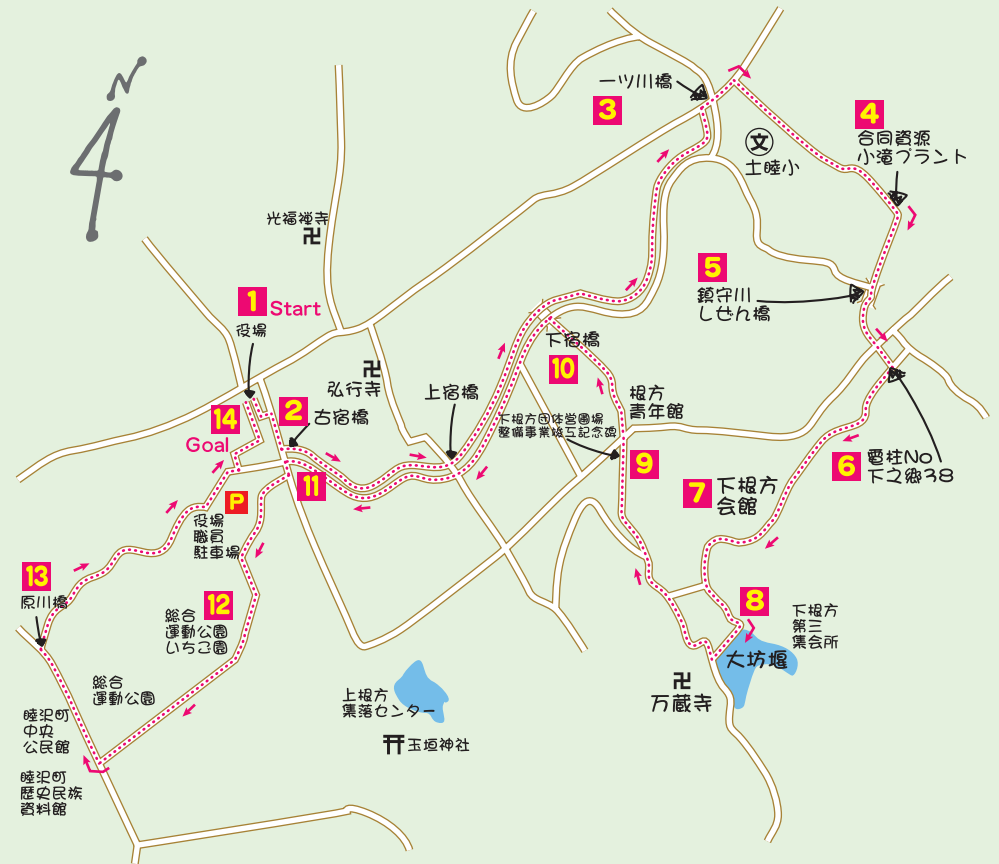 N
4
一ツ川橋
3
4
合同資源
小滝プラント
文
土睦小
光福禅寺
卍
5
鎮守川
しぜん橋
1
Start
役場
下宿橋
10
卍
弘行寺
上宿橋
根方
青年館
14
Goal
2
古宿橋
下根方団体営圃場
整備事業竣工記念碑
9
6
電柱No
下之郷38
11
7
下根方
会館
P
役場
職員
駐車場
13
原川橋
12
総合
運動公園
いちご園
8
下根方
第三
集会所
大坊堰
卍
万蔵寺
総合
運動公園
上根方
集落センター
玉垣神社
睦沢町
中央
公民館
睦沢町
歴史民族
資料館